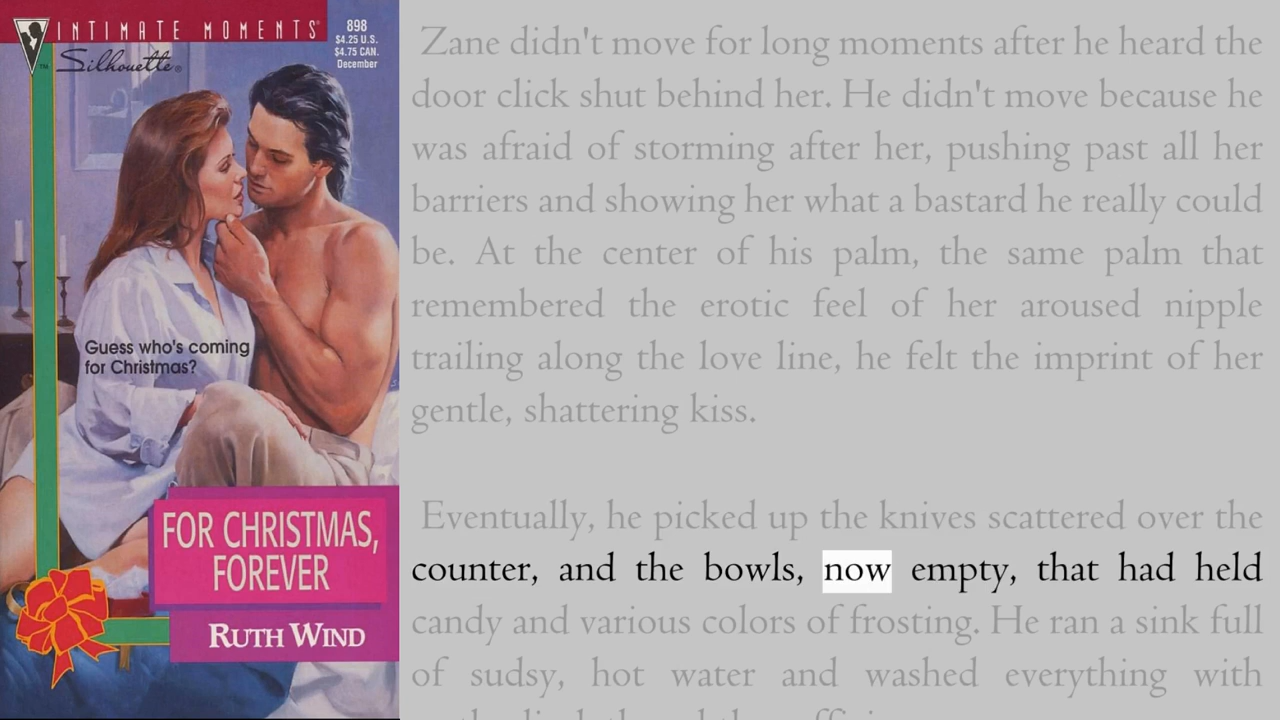 INTIMATE MOMENTS®
898
$4.25 U.S.
$4.75 CAN.
December
TM
Silhouette®
Guess who's coming
for Christmas?
FOR CHRISTMAS,
FOREVER
RUTH WIND
Zane didn't move for long moments after he heard the
door click shut behind her. He didn't move because he
was afraid of storming after her, pushing past all her
barriers and showing her what a bastard he really could
be. At the center of his palm, the same palm that
remembered the erotic feel of her aroused nipple
trailing along the love line, he felt the imprint of her
gentle, shattering kiss.
Eventually, he picked up the knives scattered over the
counter, and the bowls, now empty, that had held
candy and various colors of frosting. He ran a sink full
of sudsy, hot water and washed everything with